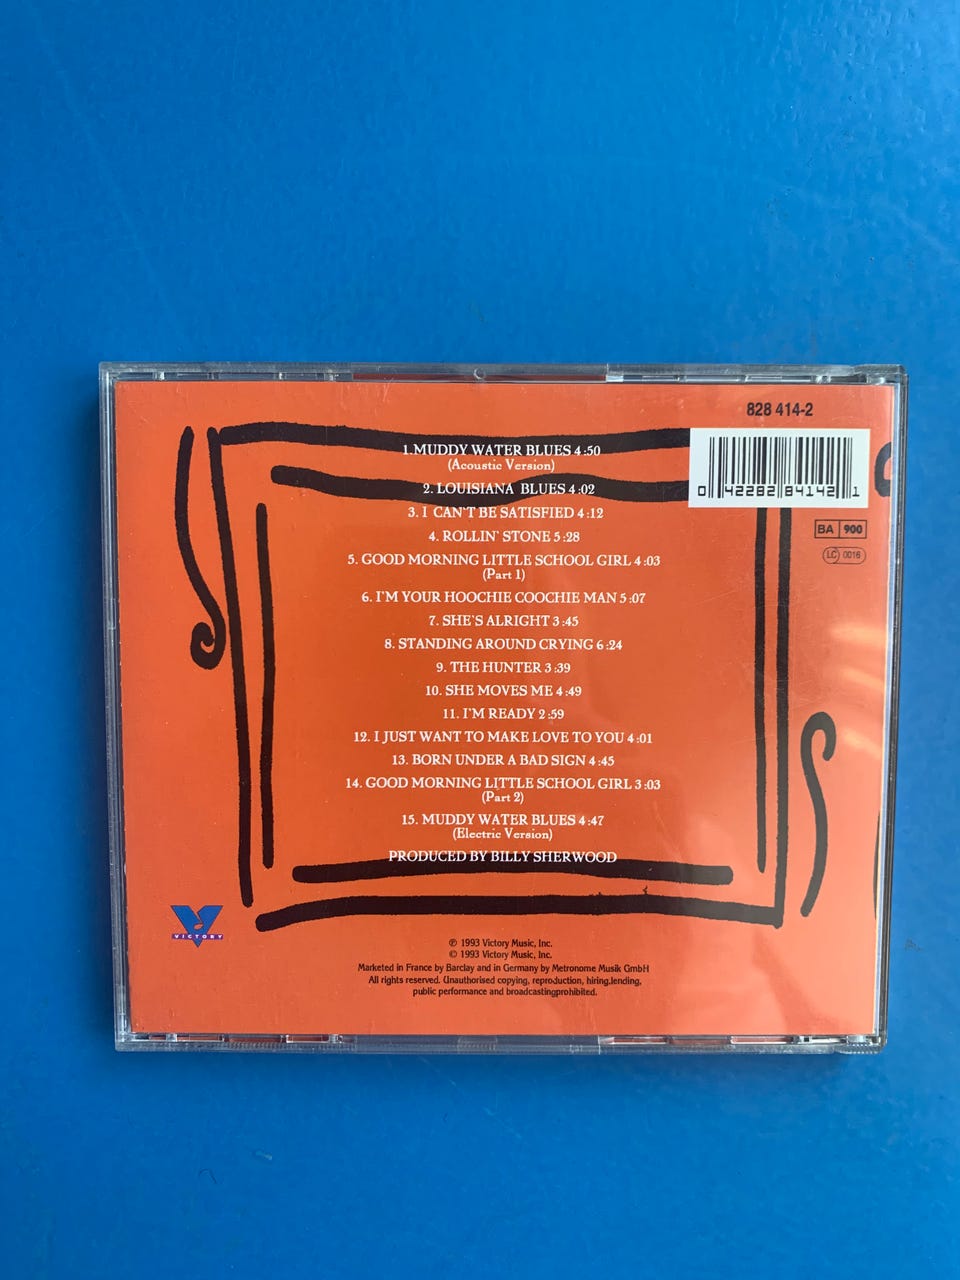 828 414-2
0 42282 84142 1
BA 900
LC 0016
1.MUDDY WATER BLUES 4:50
(Acoustic Version)
2. LOUISIANA BLUES 4:02
3. I CAN'T BE SATISFIED 4:12
4. ROLLIN' STONE 5:28
5. GOOD MORNING LITTLE SCHOOL GIRL 4:03
(Part 1)
6. I'M YOUR HOOCHIE COOCHIE MAN 5:07
7. SHE'S ALRIGHT 3:45
8. STANDING AROUND CRYING 6:24
9. THE HUNTER 3:39
10. SHE MOVES ME 4:49
11. I'M READY 2:59
12. I JUST WANT TO MAKE LOVE TO YOU 4:01
13. BORN UNDER A BAD SIGN 4:45
14. GOOD MORNING LITTLE SCHOOL GIRL 3:03
(Part 2)
15. MUDDY WATER BLUES 4:47
(Electric Version)
PRODUCED BY BILLY SHERWOOD
VICTORY
℗ 1993 Victory Music, Inc.
© 1993 Victory Music, Inc.
Marketed in France by Barclay and in Germany by Metronome Musik GmbH
All rights reserved. Unauthorised copying, reproduction, hiring.lending,
public performance and broadcastingprohibited.